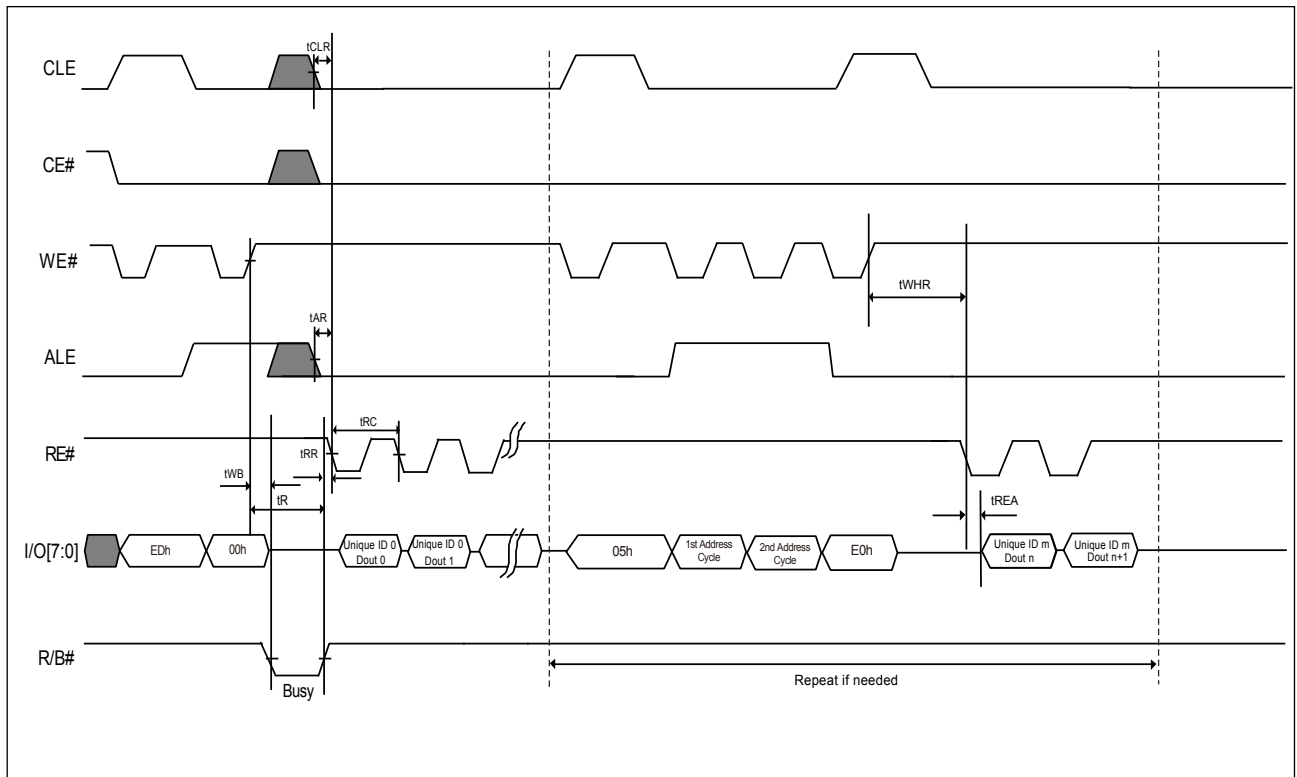 tCLR
CLE
CE#
WE#
tWHR
tAR
ALE
tRC
RE#
tRR
tWB
tR
tREA
I/O[7:0]
EDh
00h
Unique ID 0
Dout 0
Unique ID 0
Dout 1
05h
1st Address
Cycle
2nd Address
Cycle
E0h
Unique ID m
Dout n
Unique ID m
Dout n+1
R/B#
Busy
Repeat if needed